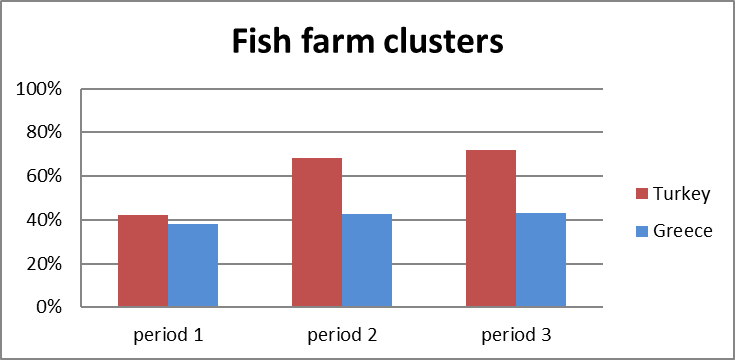 Fish farm clusters
100%
80%
60%
40%
20%
0%
period 1
period 2
period 3
Turkey
Greece